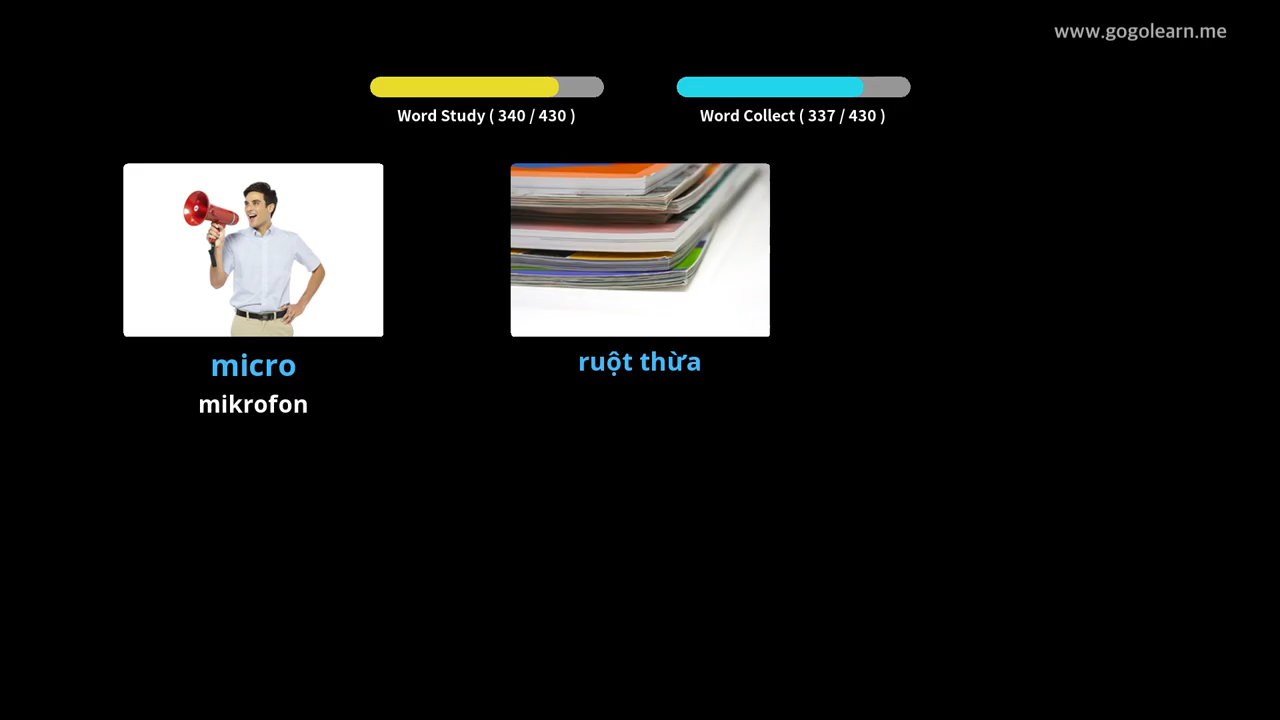 www.gogolearn.me
Word Study ( 340 / 430 )
Word Collect ( 337 / 430 )
micro
mikrofon
ruột thừa